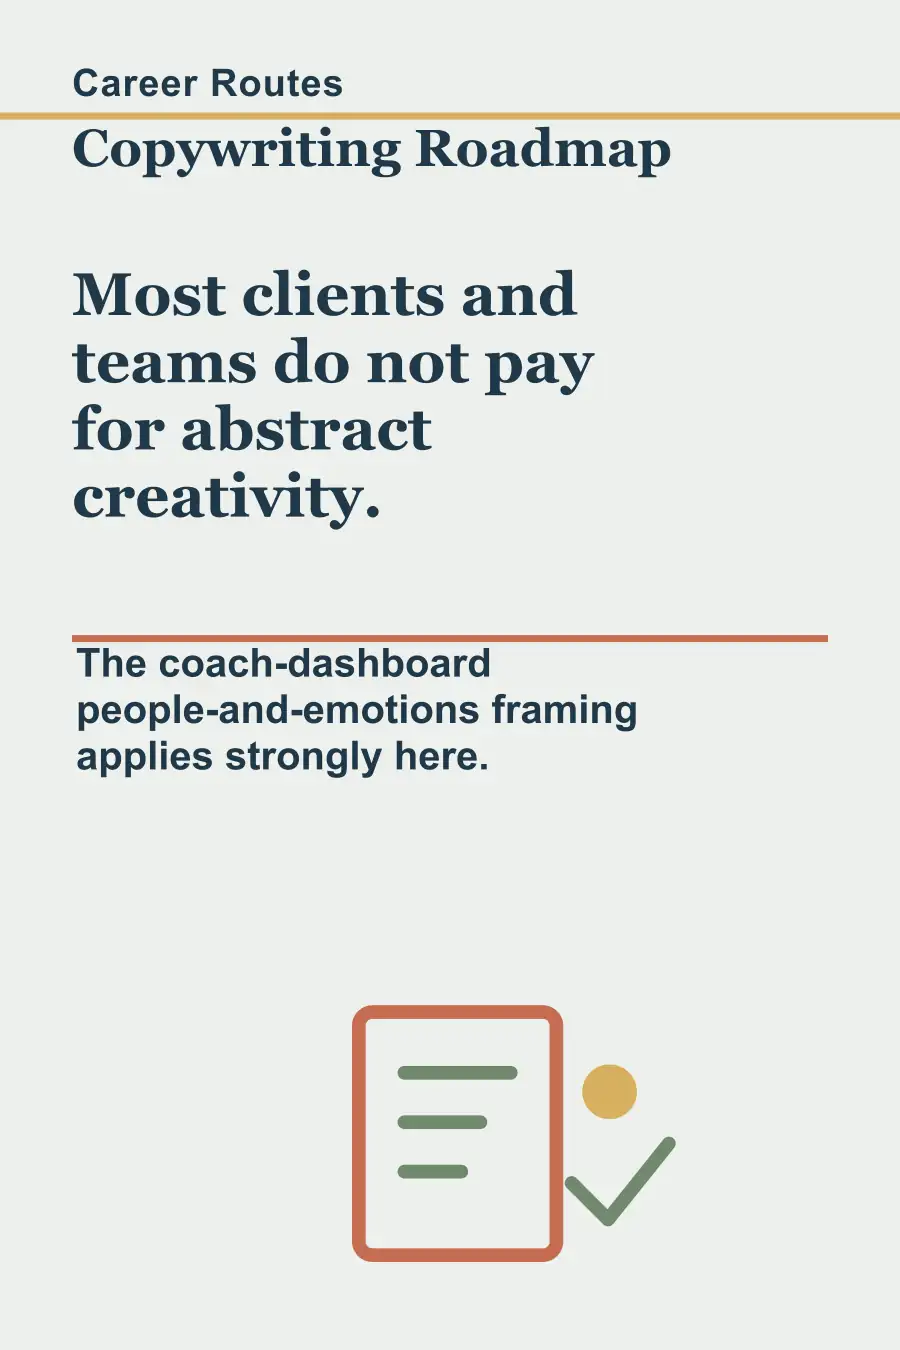 Career Routes
Copywriting Roadmap
Most clients and
teams do not pay
for abstract
creativity.
The coach-dashboard
people-and-emotions framing
applies strongly here.